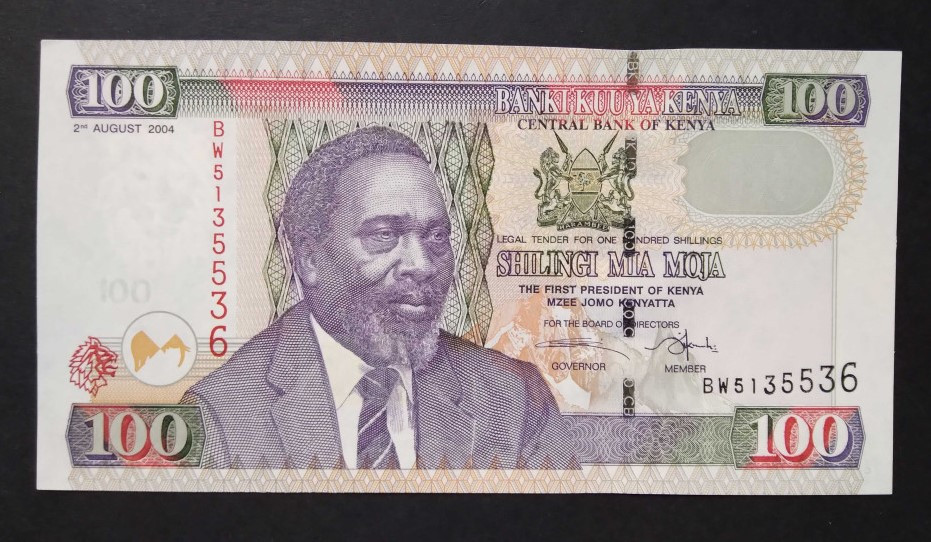 100
BANKI KUU YA KENYA
100
2nd AUGUST 2004
CENTRAL BANK OF KENYA
BW5135536
HARAMBEE
LEGAL TENDER FOR ONE HUNDRED SHILLINGS
SHILINGI MIA MOJA
THE FIRST PRESIDENT OF KENYA
MZEE JOMO KENYATTA
100
FOR THE BOARD OF DIRECTORS
GOVERNOR
MEMBER
BW5135536
100
100